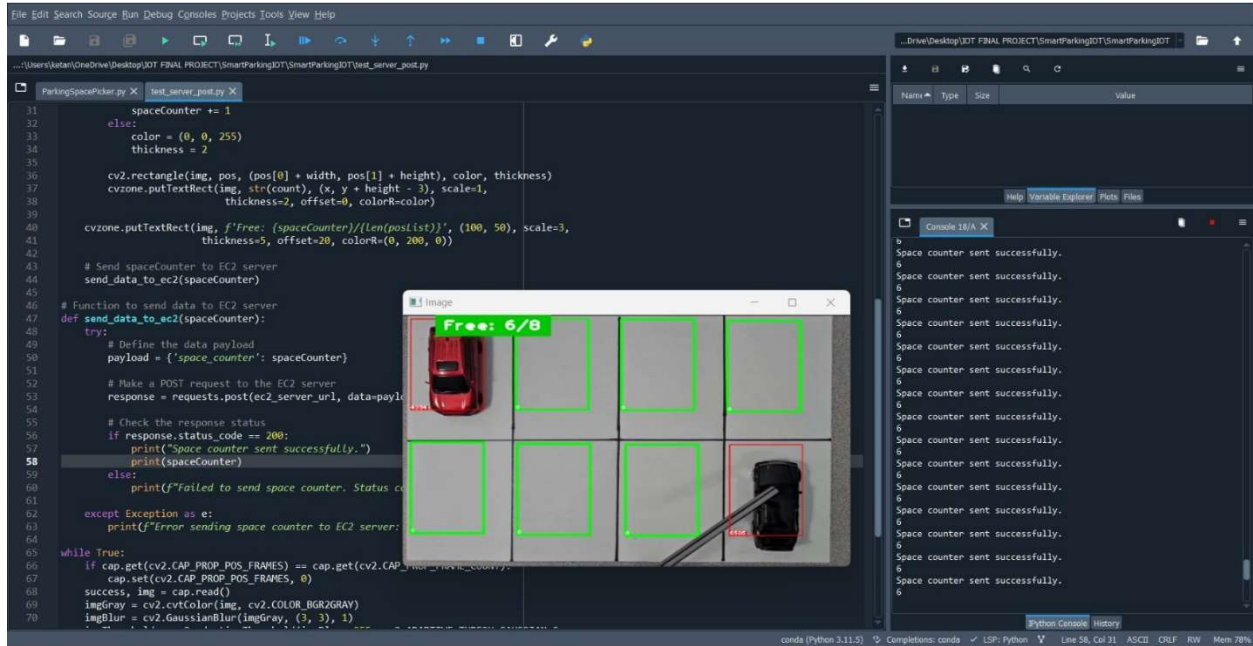 File Edit Search Source Run Debug Consoles Projects Tools View Help
...Drive\Desktop\IOT FINAL PROJECT\SmartParkingIOT\SmartParkingIOT
...:\Users\ketan\OneDrive\Desktop\IOT FINAL PROJECT\SmartParkingIOT\SmartParkingIOT\test_server_post.py
ParkingSpacePicker.py X test_server_post.py X
31 spaceCounter += 1
32 else:
33 color = (0, 0, 255)
34 thickness = 2
35
36 cv2.rectangle(img, pos, (pos[0] + width, pos[1] + height), color, thickness)
37 cvzone.putTextRect(img, str(count), (x, y + height - 3), scale=1,
38 thickness=2, offset=0, colorR=color)
39
40 cvzone.putTextRect(img, f'Free: {spaceCounter}/{len(posList)}', (100, 50), scale=3,
41 thickness=5, offset=20, colorR=(0, 200, 0))
42
43 # Send spaceCounter to EC2 server
44 send_data_to_ec2(spaceCounter)
45
46 # Function to send data to EC2 server
47 def send_data_to_ec2(spaceCounter):
48 try:
49 # Define the data payload
50 payload = {'space_counter': spaceCounter}
51
52 # Make a POST request to the EC2 server
53 response = requests.post(ec2_server_url, data=payl
54
55 # Check the response status
56 if response.status_code == 200:
57 print("Space counter sent successfully.")
58 print(spaceCounter)
59 else:
60 print(f"Failed to send space counter. Status c
61
62 except Exception as e:
63 print(f"Error sending space counter to EC2 server:
64
65 while True:
66 if cap.get(cv2.CAP_PROP_POS_FRAMES) == cap.get(cv2.CAP_PROP_FRAME_COUNT):
67 cap.set(cv2.CAP_PROP_POS_FRAMES, 0)
68 success, img = cap.read()
69 imgGray = cv2.cvtColor(img, cv2.COLOR_BGR2GRAY)
70 imgBlur = cv2.GaussianBlur(imgGray, (3, 3), 1)
Image
Free: 6/8
Name Type Size Value
Help Variable Explorer Plots Files
Console 18/A X
6
Space counter sent successfully.
6
Space counter sent successfully.
6
Space counter sent successfully.
6
Space counter sent successfully.
6
Space counter sent successfully.
6
Space counter sent successfully.
6
Space counter sent successfully.
6
Space counter sent successfully.
6
Space counter sent successfully.
6
Space counter sent successfully.
6
Space counter sent successfully.
6
Space counter sent successfully.
6
Space counter sent successfully.
6
Space counter sent successfully.
6
Space counter sent successfully.
6
IPython Console History
conda (Python 3.11.5) Completions: conda LSP: Python Line 58, Col 31 ASCII CRLF RW Mem 78%